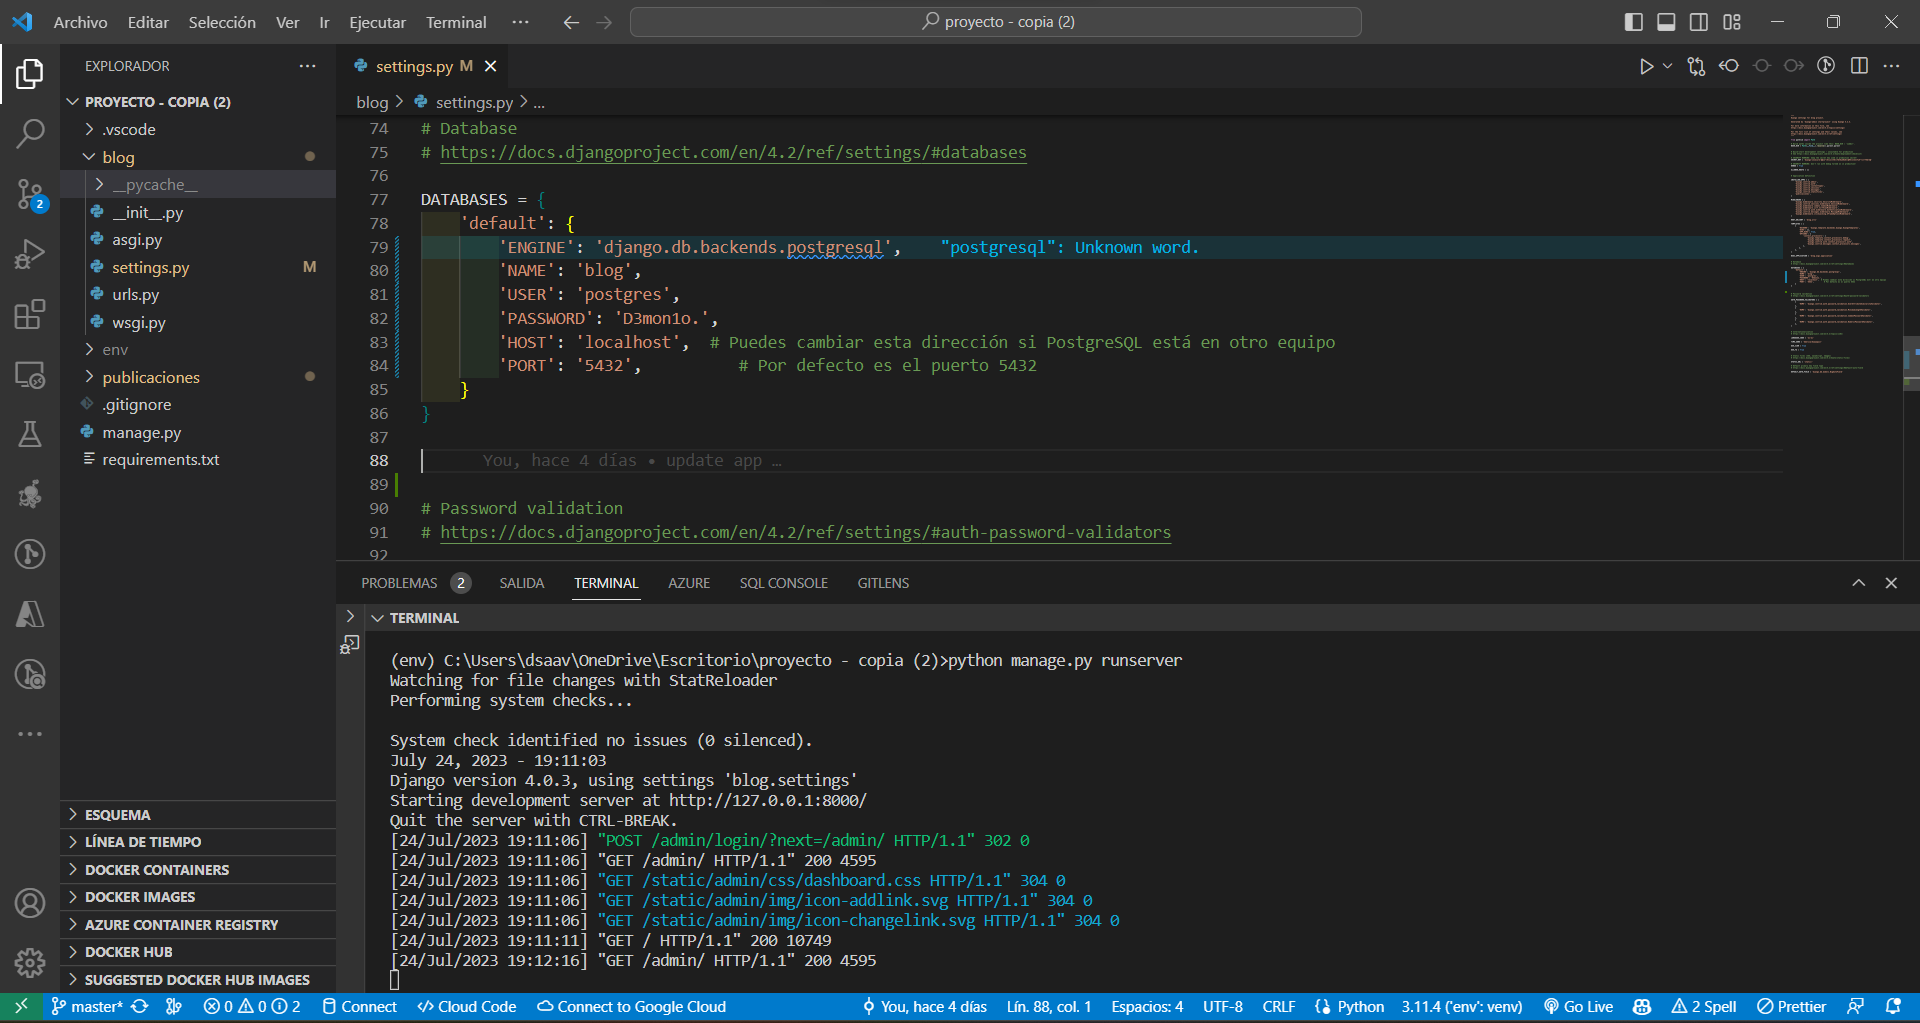 Archivo Editar Selección Ver Ir Ejecutar Terminal ···
proyecto - copia (2)
EXPLORADOR
PROYECTO - COPIA (2)
.vscode
blog
__pycache__
__init__.py
asgi.py
settings.py M
urls.py
wsgi.py
env
publicaciones
.gitignore
manage.py
requirements.txt
ESQUEMA
LÍNEA DE TIEMPO
DOCKER CONTAINERS
DOCKER IMAGES
AZURE CONTAINER REGISTRY
DOCKER HUB
SUGGESTED DOCKER HUB IMAGES
2
settings.py M
blog > settings.py > ...
74 # Database
75 # https://docs.djangoproject.com/en/4.2/ref/settings/#databases
76
77 DATABASES = {
78 'default': {
79 'ENGINE': 'django.db.backends.postgresql', "postgresql": Unknown word.
80 'NAME': 'blog',
81 'USER': 'postgres',
82 'PASSWORD': 'D3mon1o.',
83 'HOST': 'localhost', # Puedes cambiar esta dirección si PostgreSQL está en otro equipo
84 'PORT': '5432', # Por defecto es el puerto 5432
85 }
86 }
87
88 You, hace 4 días • update app …
89
90 # Password validation
91 # https://docs.djangoproject.com/en/4.2/ref/settings/#auth-password-validators
92
PROBLEMAS 2 SALIDA TERMINAL AZURE SQL CONSOLE GITLENS
TERMINAL
(env) C:\Users\dsaav\OneDrive\Escritorio\proyecto - copia (2)>python manage.py runserver
Watching for file changes with StatReloader
Performing system checks...
System check identified no issues (0 silenced).
July 24, 2023 - 19:11:03
Django version 4.0.3, using settings 'blog.settings'
Starting development server at http://127.0.0.1:8000/
Quit the server with CTRL-BREAK.
[24/Jul/2023 19:11:06] "POST /admin/login/?next=/admin/ HTTP/1.1" 302 0
[24/Jul/2023 19:11:06] "GET /admin/ HTTP/1.1" 200 4595
[24/Jul/2023 19:11:06] "GET /static/admin/css/dashboard.css HTTP/1.1" 304 0
[24/Jul/2023 19:11:06] "GET /static/admin/img/icon-addlink.svg HTTP/1.1" 304 0
[24/Jul/2023 19:11:06] "GET /static/admin/img/icon-changelink.svg HTTP/1.1" 304 0
[24/Jul/2023 19:11:11] "GET / HTTP/1.1" 200 10749
[24/Jul/2023 19:12:16] "GET /admin/ HTTP/1.1" 200 4595
master* 0 0 2 Connect Cloud Code Connect to Google Cloud You, hace 4 días Lín. 88, col. 1 Espacios: 4 UTF-8 CRLF Python 3.11.4 ('env': venv) Go Live 2 Spell Prettier